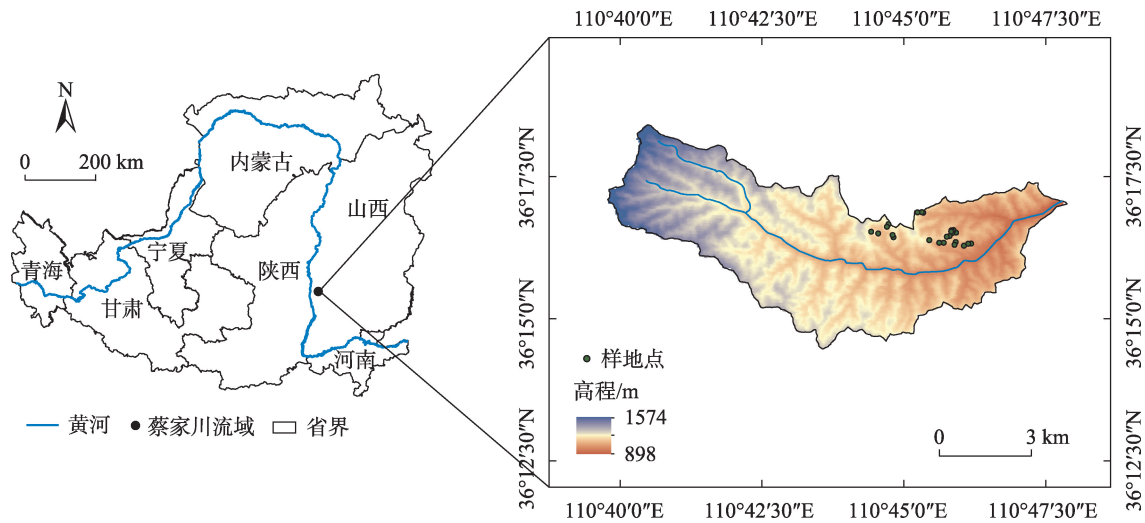 N
0 200 km
内蒙古
山西
宁夏
青海
陕西
甘肃
河南
黄河 蔡家川流域 省界
110°40′0″E 110°42′30″E 110°45′0″E 110°47′30″E
36°17′30″N
36°15′0″N
36°12′30″N
36°17′30″N
36°15′0″N
36°12′30″N
样地点
高程/m
1574
898
0 3 km
110°40′0″E 110°42′30″E 110°45′0″E 110°47′30″E